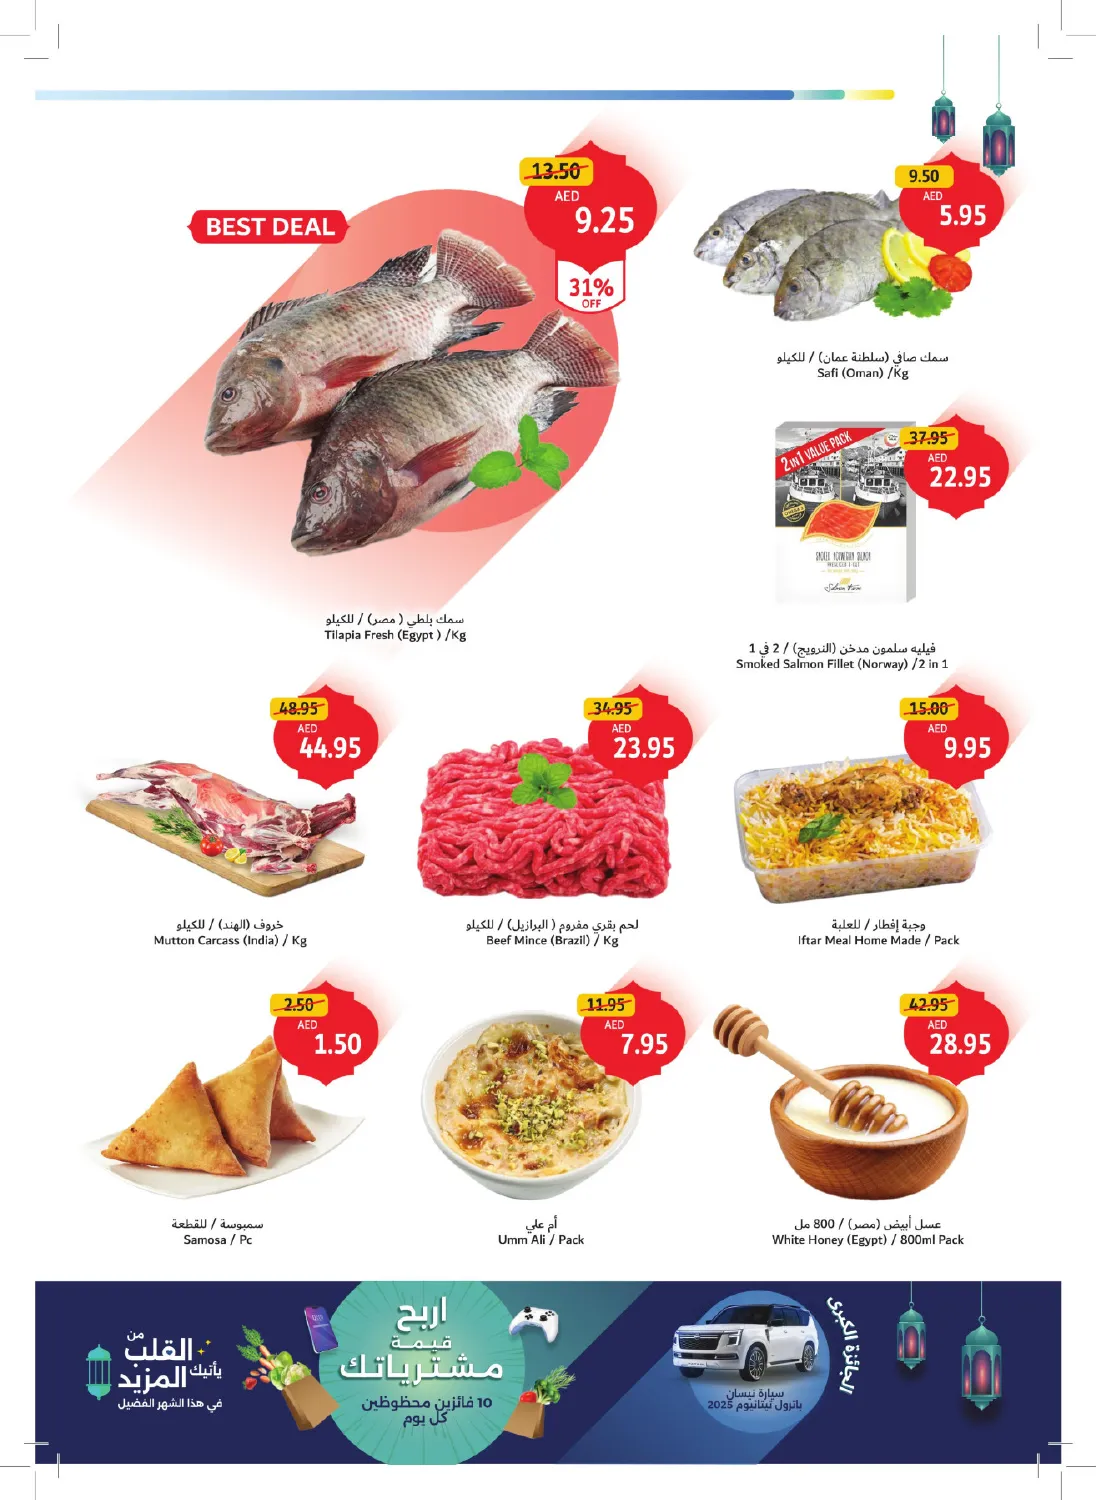 BEST DEAL
13.50
AED
9.25
31%
OFF
سمك بلطي ( مصر) / للكيلو
Tilapia Fresh (Egypt ) /Kg
9.50
AED
5.95
سمك صافي (سلطنة عمان) / للكيلو
Safi (Oman) /Kg
2 IN 1 VALUE PACK
SMOKED NORWEGIAN SALMON
37.95
AED
22.95
فيليه سلمون مدخن (النرويج) / 2 في 1
Smoked Salmon Fillet (Norway) /2 in 1
48.95
AED
44.95
خروف (الهند) / للكيلو
Mutton Carcass (India) / Kg
34.95
AED
23.95
لحم بقري مفروم ( البرازيل) / للكيلو
Beef Mince (Brazil) / Kg
15.00
AED
9.95
وجبة إفطار / للعلبة
Iftar Meal Home Made / Pack
2.50
AED
1.50
سمبوسة / للقطعة
Samosa / Pc
11.95
AED
7.95
أم علي
Umm Ali / Pack
42.95
AED
28.95
عسل أبيض (مصر) / 800 مل
White Honey (Egypt) / 800ml Pack
من
القلب
يأتيك
المزيد
في هذا الشهر الفضيل
اربح
قيمة
مشترياتك
10 فائزين محظوظين
كل يوم
الجائزة الكبرى
سيارة نيسان
باترول تيتانيوم 2025